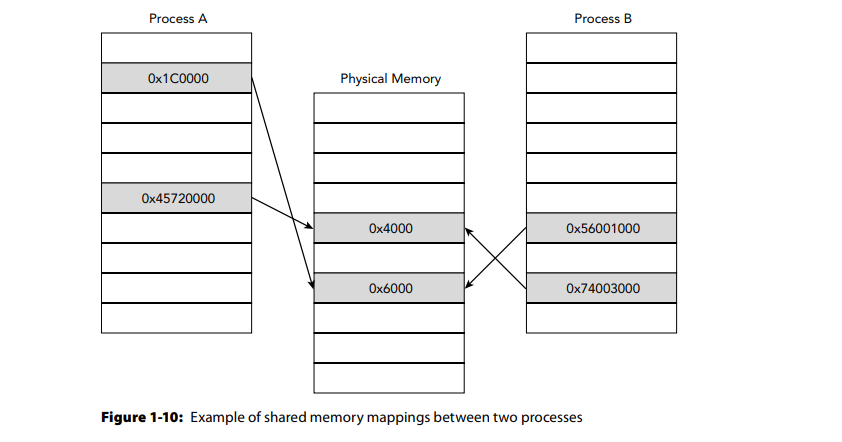 Process A
Process B
0x1C0000
Physical Memory
0x45720000
0x4000
0x56001000
0x6000
0x74003000
Figure 1-10: Example of shared memory mappings between two processes